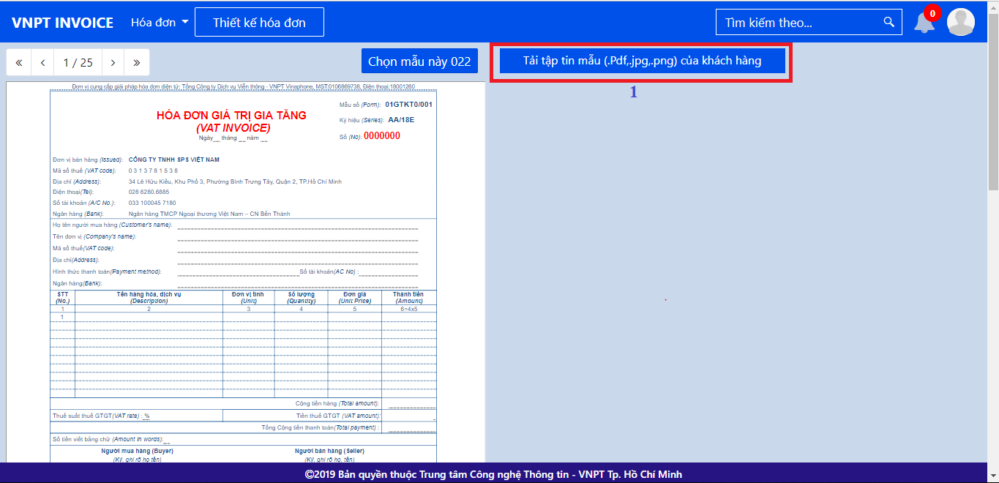 VNPT INVOICE Hóa đơn Thiết kế hóa đơn Tìm kiếm theo... 0
« ‹ 1 / 25 › » Chọn mẫu này 022 Tải tập tin mẫu (.Pdf,.jpg,.png) của khách hàng
1
Đơn vị cung cấp giải pháp hóa đơn điện tử: Tổng Công ty Dịch vụ Viễn thông - VNPT Vinaphone, MST:0106869738, Điện thoại:18001260
Mẫu số (Form): 01GTKT0/001
HÓA ĐƠN GIÁ TRỊ GIA TĂNG
Ký hiệu (Series): AA/18E
(VAT INVOICE)
Số (No): 0000000
Ngày__ tháng __ năm __
Đơn vị bán hàng (Issued): CÔNG TY TNHH SPS VIỆT NAM
Mã số thuế (VAT code): 0 3 1 3 7 8 1 5 3 8
Địa chỉ (Address): 34 Lê Hữu Kiều, Khu Phố 3, Phường Bình Trưng Tây, Quận 2, TP.Hồ Chí Minh
Điện thoại(Tel): 028 6280.6885
Số tài khoản (A/C No.): 033 100045 7180
Ngân hàng (Bank): Ngân hàng TMCP Ngoại thương Việt Nam – CN Bến Thành
Họ tên người mua hàng (Customer's name):
Tên đơn vị (Company's name):
Mã số thuế(VAT code):
Địa chỉ(Address):
Hình thức thanh toán(Payment method): Số tài khoản(AC No) :
Ngân hàng(Bank):
STT Tên hàng hóa, dịch vụ Đơn vị tính Số lượng Đơn giá Thành tiền
(No.) (Description) (Unit) (Quantity) (Unit Price) (Amount)
1 2 3 4 5 6=4x5
1
Cộng tiền hàng (Total amount):
Thuế suất thuế GTGT(VAT rate) : % Tiền thuế GTGT (VAT amount):
Tổng Cộng tiền thanh toán(Total payment) :
Số tiền viết bằng chữ (Amount in words):__
Người mua hàng (Buyer) Người bán hàng (Seller)
(Ký, ghi rõ họ tên) (Ký, ghi rõ họ, tên)
©2019 Bản quyền thuộc Trung tâm Công nghệ Thông tin - VNPT Tp. Hồ Chí Minh